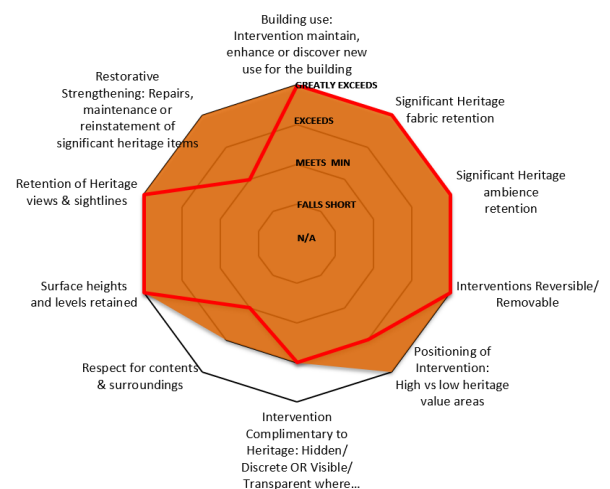 Building use:
Intervention maintain,
enhance or discover new
use for the building
GREATLY EXCEEDS
EXCEEDS
MEETS MIN
FALLS SHORT
N/A
Significant Heritage
fabric retention
Significant Heritage
ambience
retention
Interventions Reversible/
Removable
Positioning of
Intervention:
High vs low heritage
value areas
Intervention
Complimentary to
Heritage: Hidden/
Discrete OR Visible/
Transparent where…
Respect for contents
& surroundings
Surface heights
and levels retained
Retention of Heritage
views & sightlines
Restorative
Strengthening: Repairs,
maintenance or
reinstatement of
significant heritage items